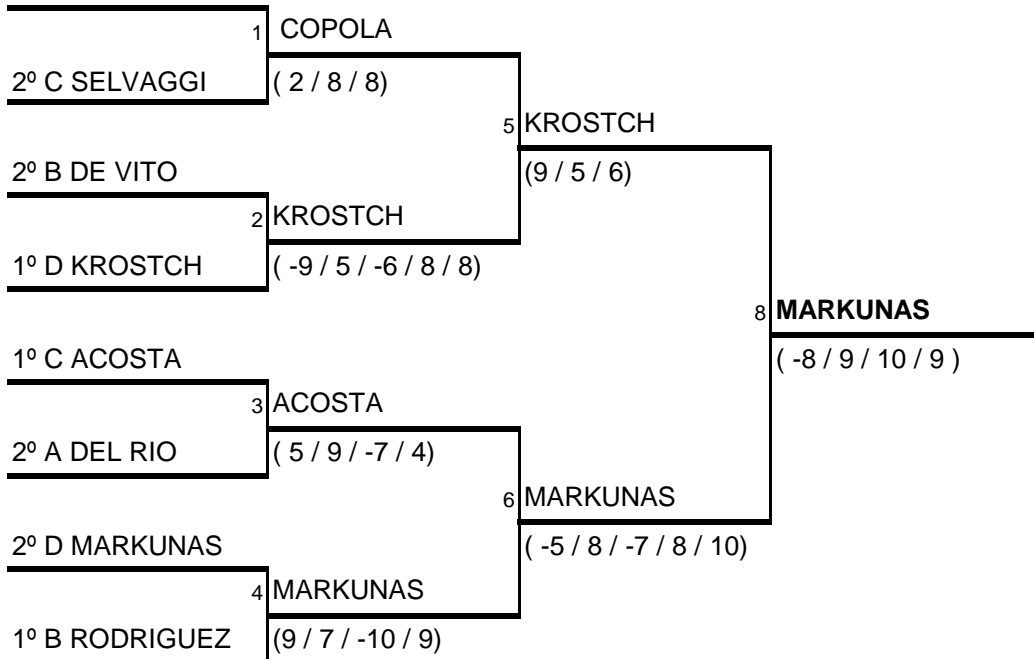 1 COPOLA
2º C SELVAGGI
( 2 / 8 / 8)
5 KROSTCH
2º B DE VITO
(9 / 5 / 6)
2 KROSTCH
1º D KROSTCH
( -9 / 5 / -6 / 8 / 8)
8 MARKUNAS
1º C ACOSTA
( -8 / 9 / 10 / 9 )
3 ACOSTA
2º A DEL RIO
( 5 / 9 / -7 / 4)
6 MARKUNAS
2º D MARKUNAS
( -5 / 8 / -7 / 8 / 10)
4 MARKUNAS
1º B RODRIGUEZ
(9 / 7 / -10 / 9)